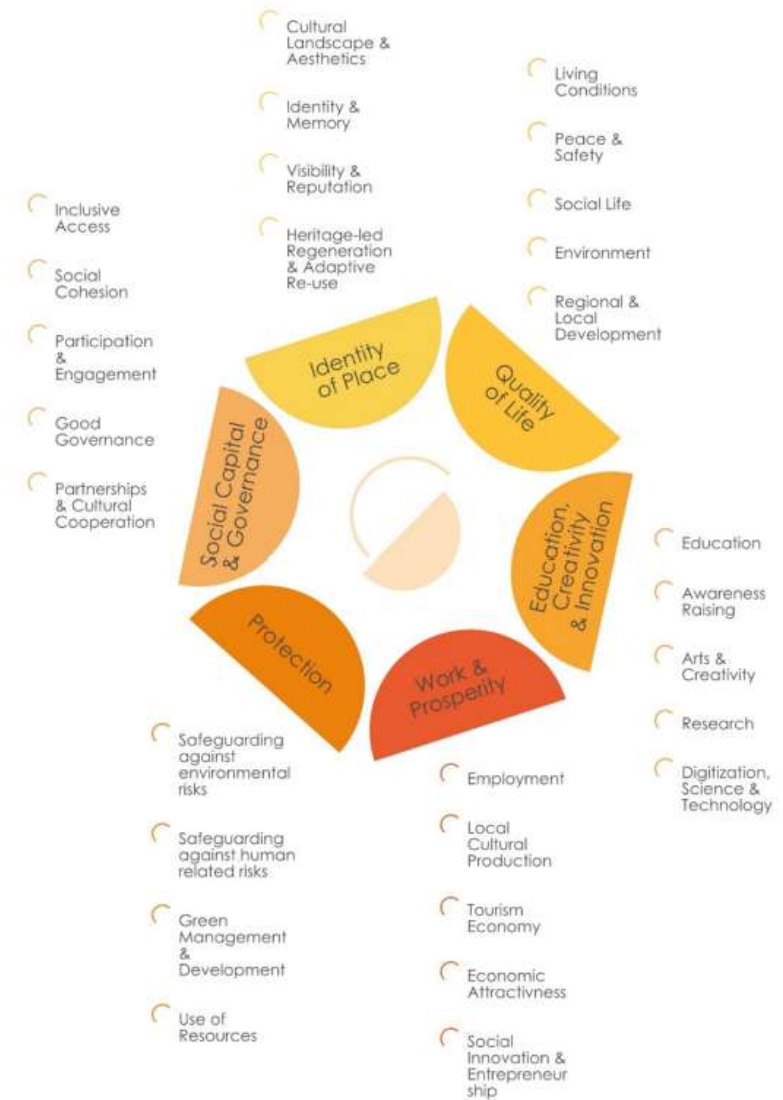 Cultural
Landscape &
Aesthetics
Identity &
Memory
Visibility &
Reputation
Heritage-led
Regeneration
& Adaptive
Re-use
Living
Conditions
Peace &
Safety
Social Life
Environment
Regional &
Local
Development
Inclusive
Access
Social
Cohesion
Participation
&
Engagement
Good
Governance
Partnerships
& Cultural
Cooperation
Identity
of Place
Quality
of Life
Social Capital
& Governance
Education,
Creativity
& Innovation
Protection
Work &
Prosperity
Education
Awareness
Raising
Arts &
Creativity
Research
Digitization,
Science &
Technology
Safeguarding
against
environmental
risks
Safeguarding
against human
related risks
Green
Management
&
Development
Use of
Resources
Employment
Local
Cultural
Production
Tourism
Economy
Economic
Attractivness
Social
Innovation &
Entrepreneur
ship